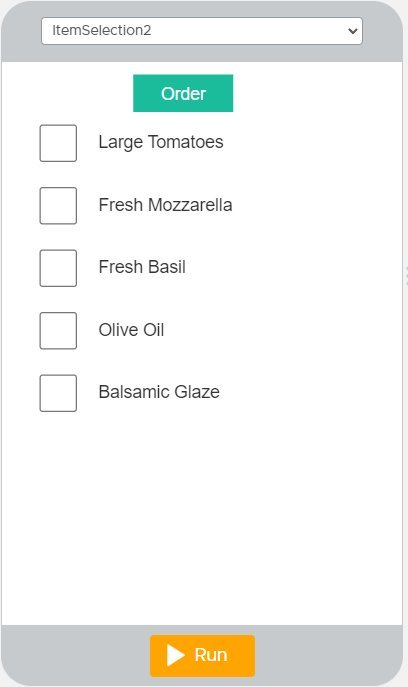 ItemSelection2
Order
Large Tomatoes
Fresh Mozzarella
Fresh Basil
Olive Oil
Balsamic Glaze
Run